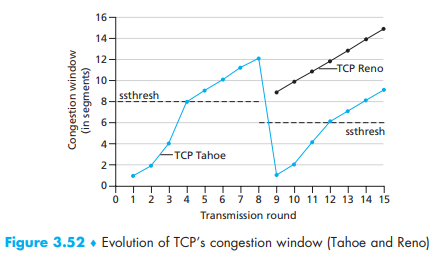 16
14
12
10
8
6
4
2
0
Congestion window
(in segments)
ssthresh
TCP Reno
ssthresh
TCP Tahoe
0 1 2 3 4 5 6 7 8 9 10 11 12 13 14 15
Transmission round
Figure 3.52 ♦ Evolution of TCP's congestion window (Tahoe and Reno)